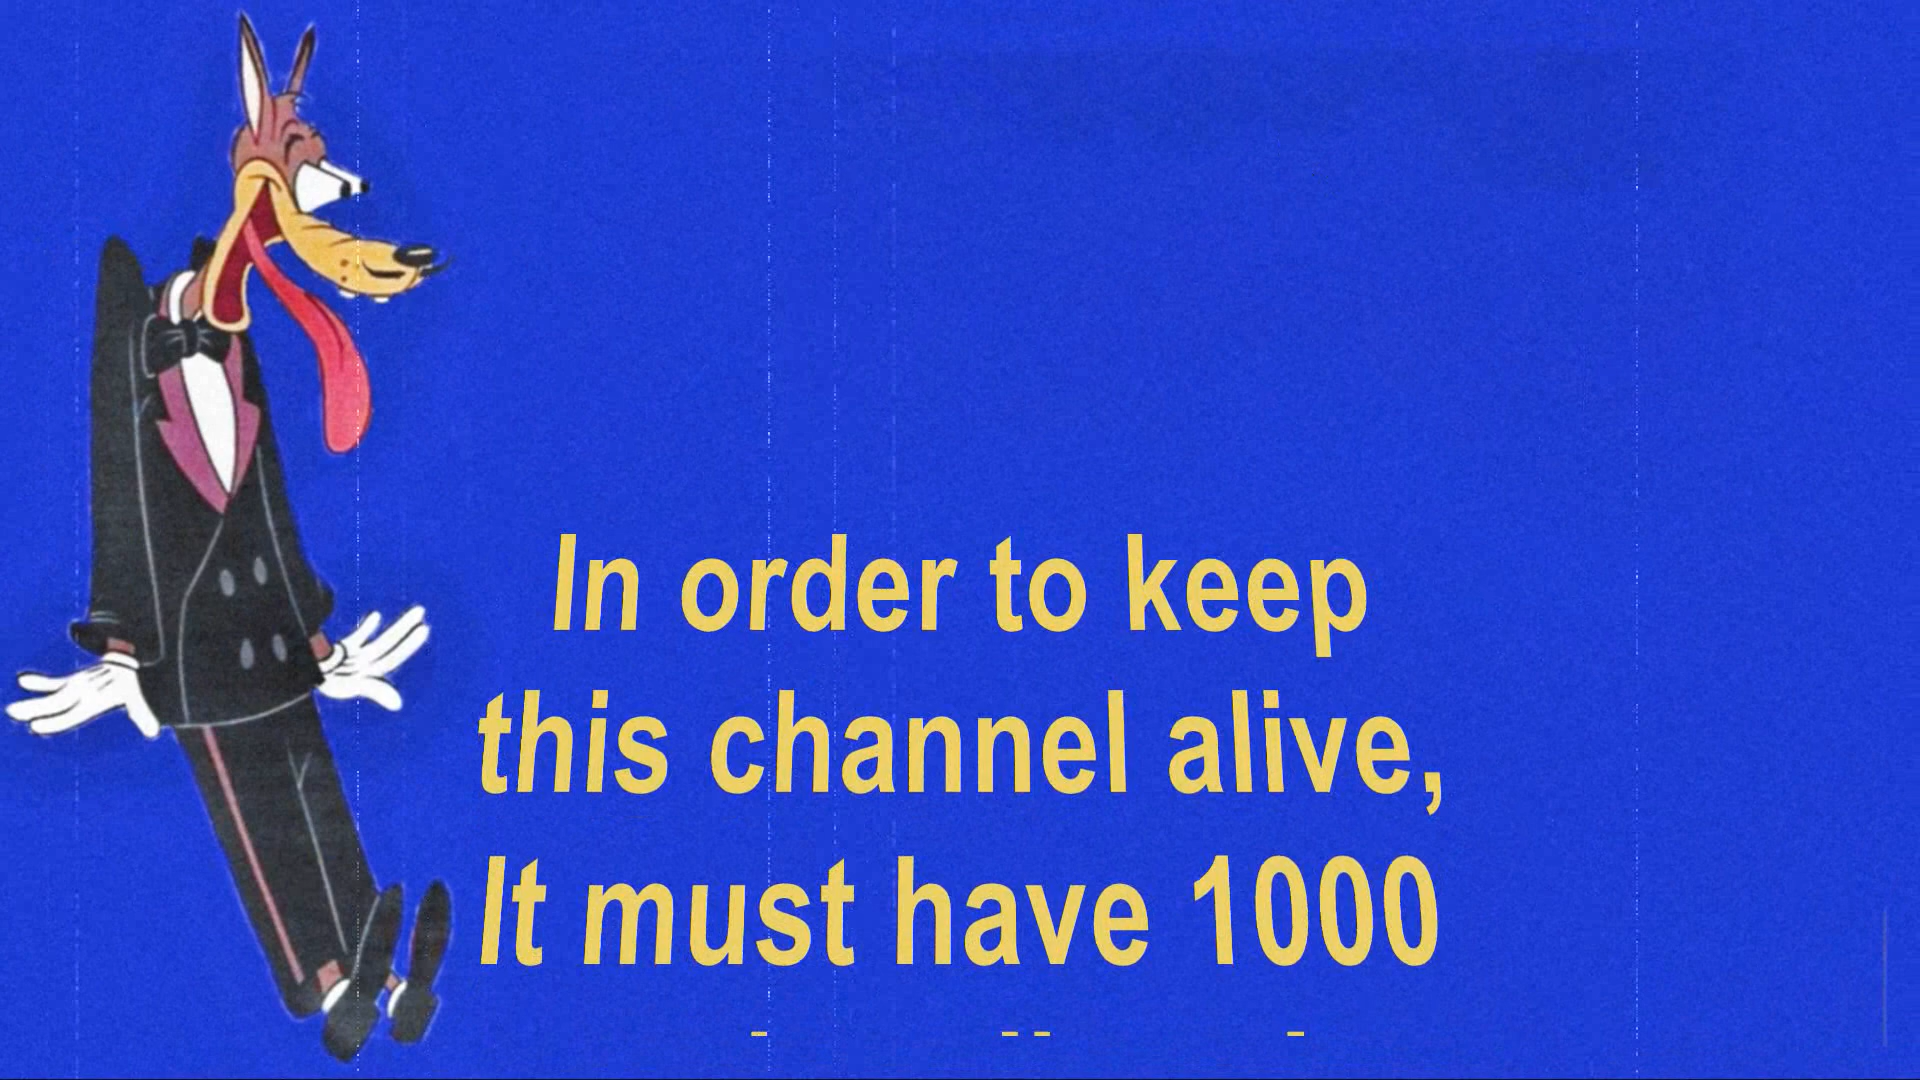 In order to keep
this channel alive,
It must have 1000